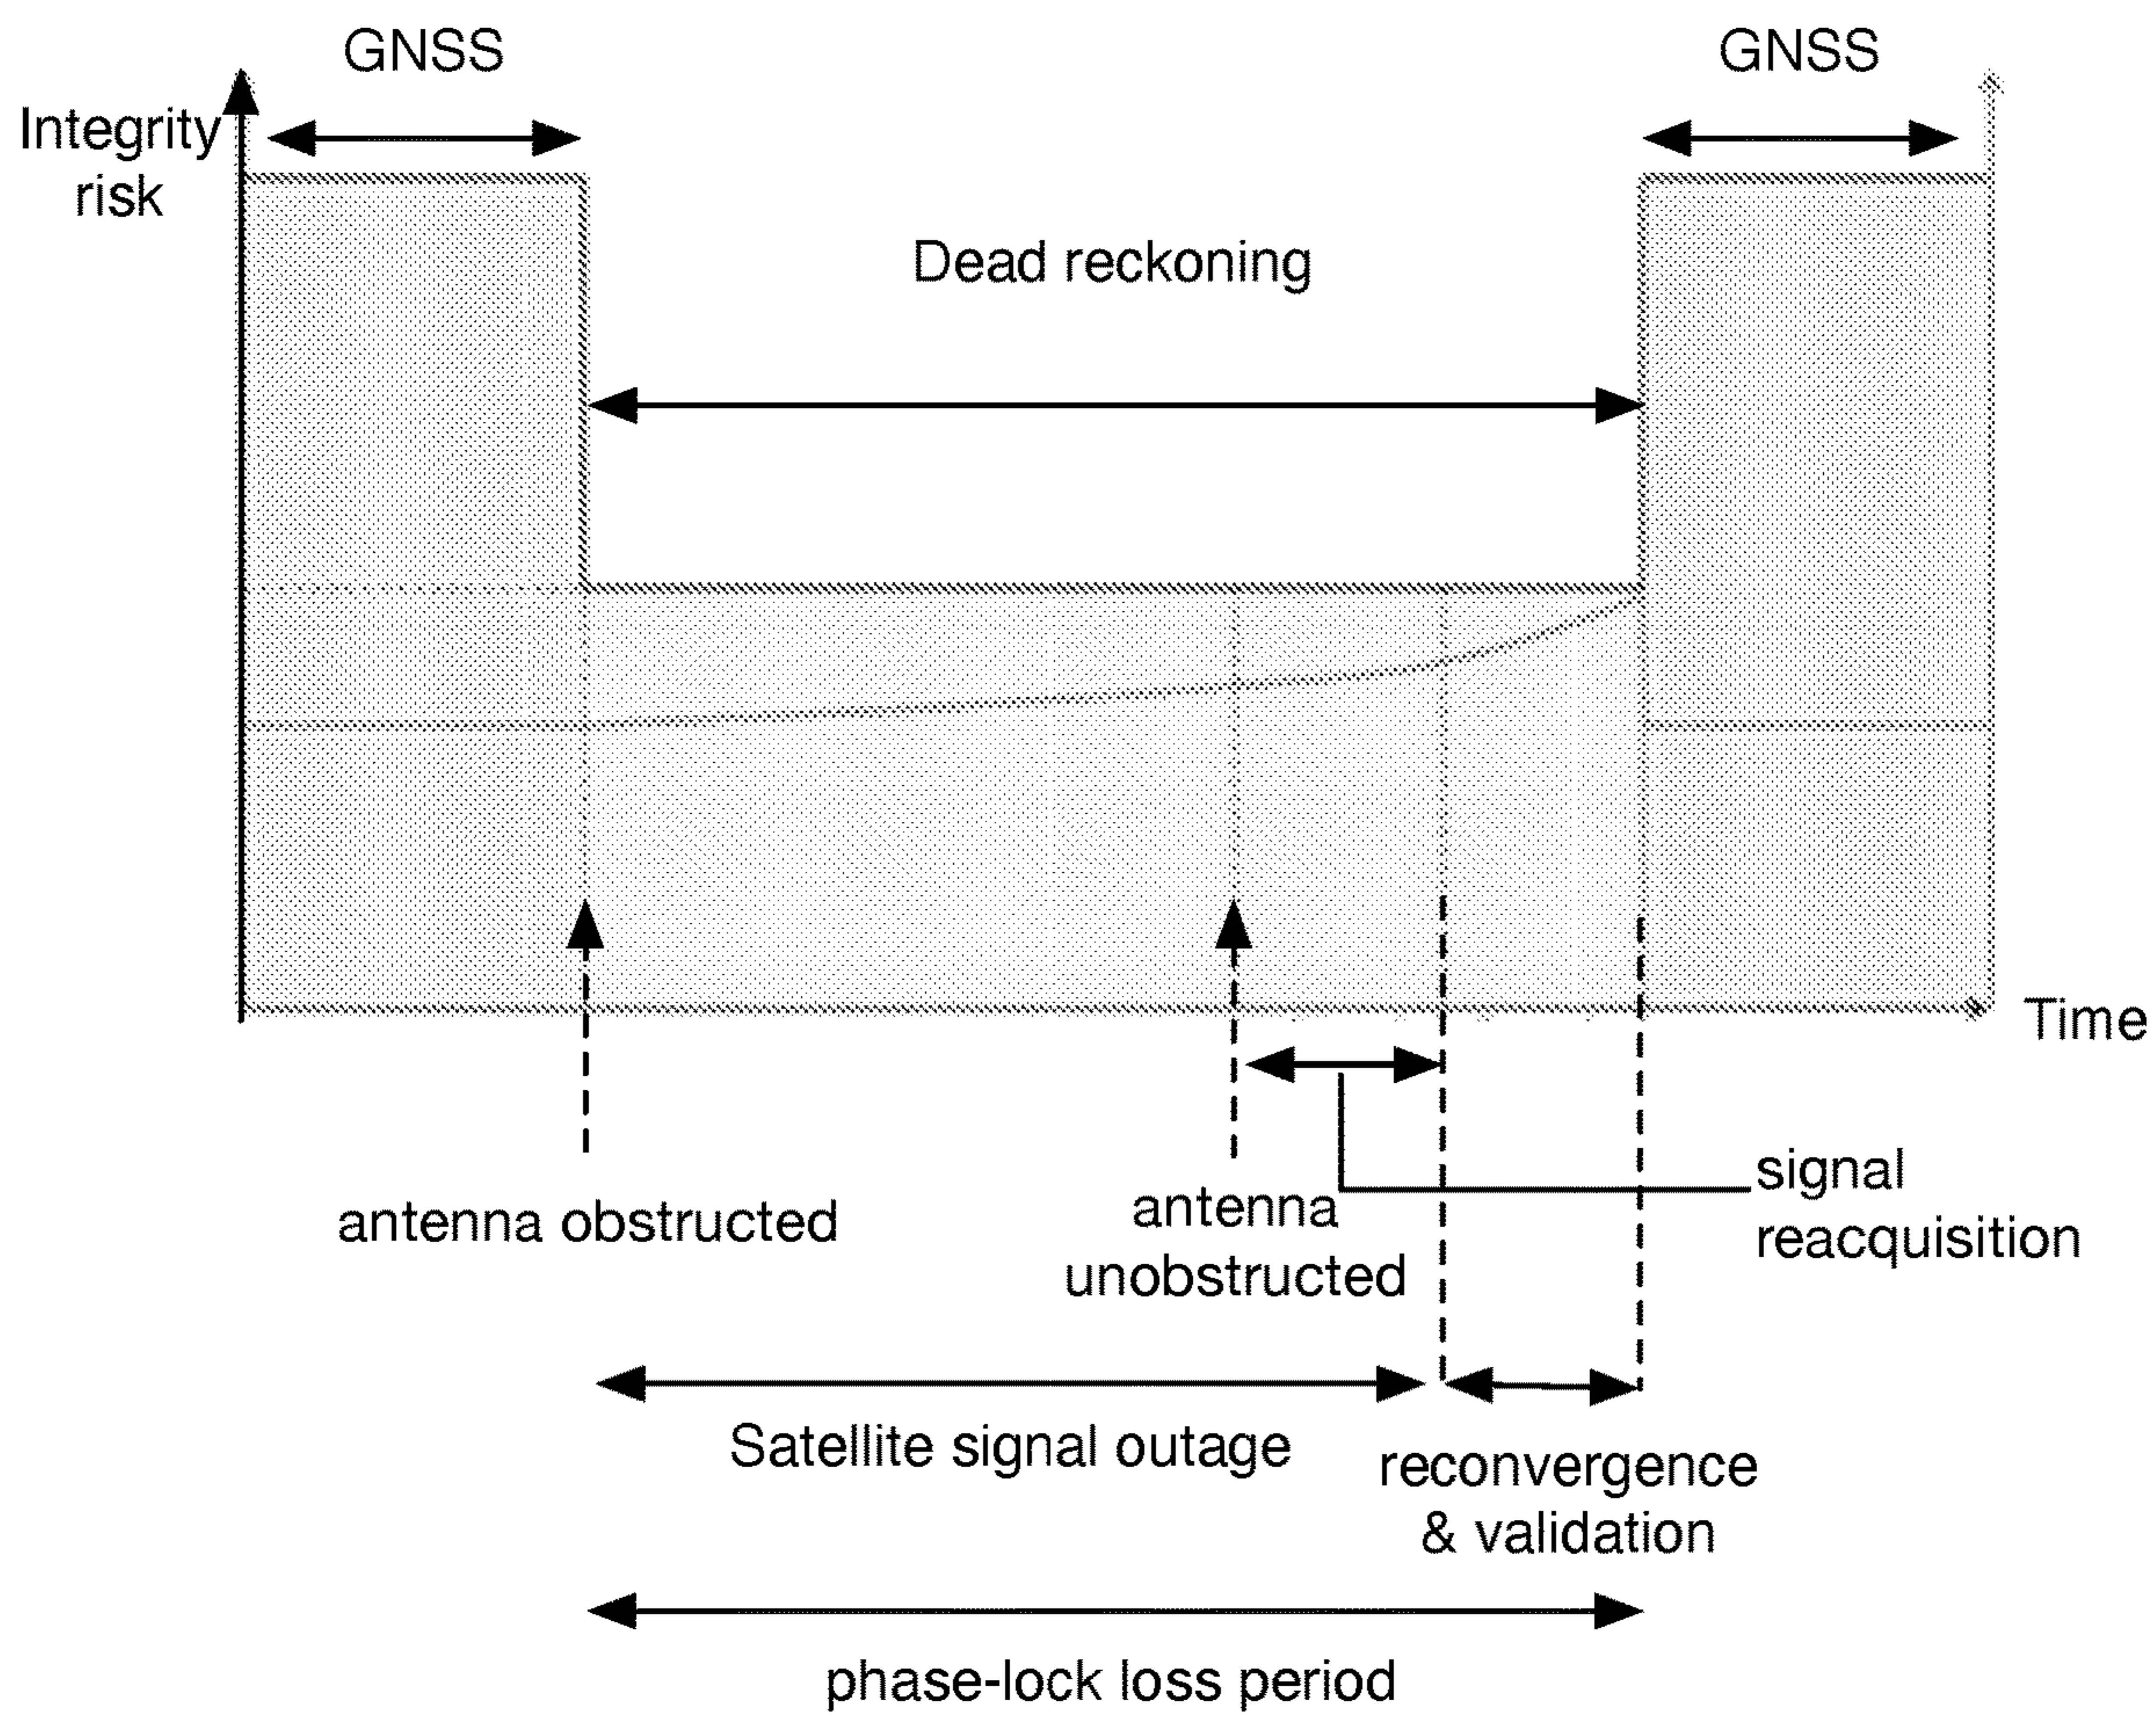 GNSS
GNSS
Integrity
risk
Dead reckoning
Time
antenna obstructed
antenna
unobstructed
signal
reacquisition
Satellite signal outage
reconvergence
& validation
phase-lock loss period